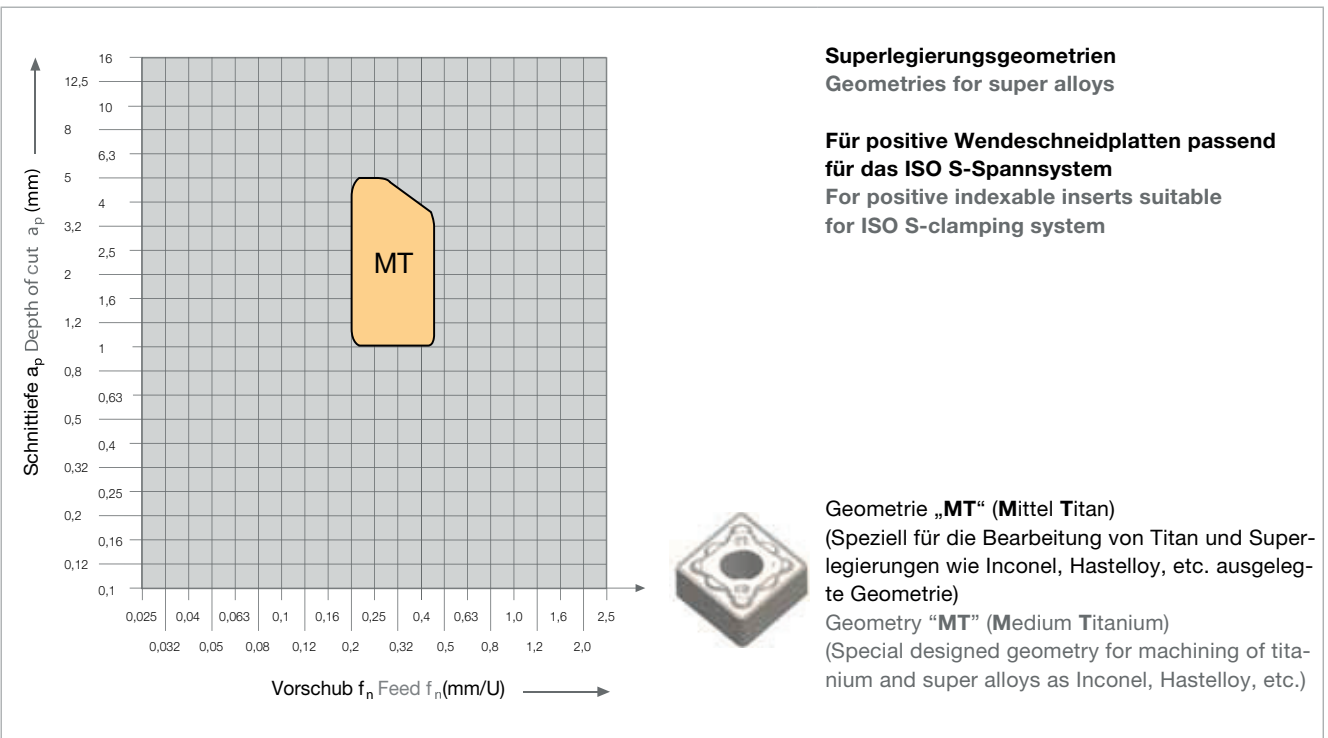 16
12,5
10
8
6,3
5
4
3,2
2,5
2
1,6
1,2
1
0,8
0,63
0,5
0,4
0,32
0,25
0,2
0,16
0,12
0,1
Schnittiefe ap Depth of cut ap (mm)
MT
0,025 0,04 0,063 0,1 0,16 0,25 0,4 0,63 1,0 1,6 2,5
0,032 0,05 0,08 0,12 0,2 0,32 0,5 0,8 1,2 2,0
Vorschub fn Feed fn(mm/U)
Superlegierungsgeometrien
Geometries for super alloys
Für positive Wendeschneidplatten passend
für das ISO S-Spannsystem
For positive indexable inserts suitable
for ISO S-clamping system
Geometrie „MT“ (Mittel Titan)
(Speziell für die Bearbeitung von Titan und Super-
legierungen wie Inconel, Hastelloy, etc. ausgeleg-
te Geometrie)
Geometry “MT” (Medium Titanium)
(Special designed geometry for machining of tita-
nium and super alloys as Inconel, Hastelloy, etc.)